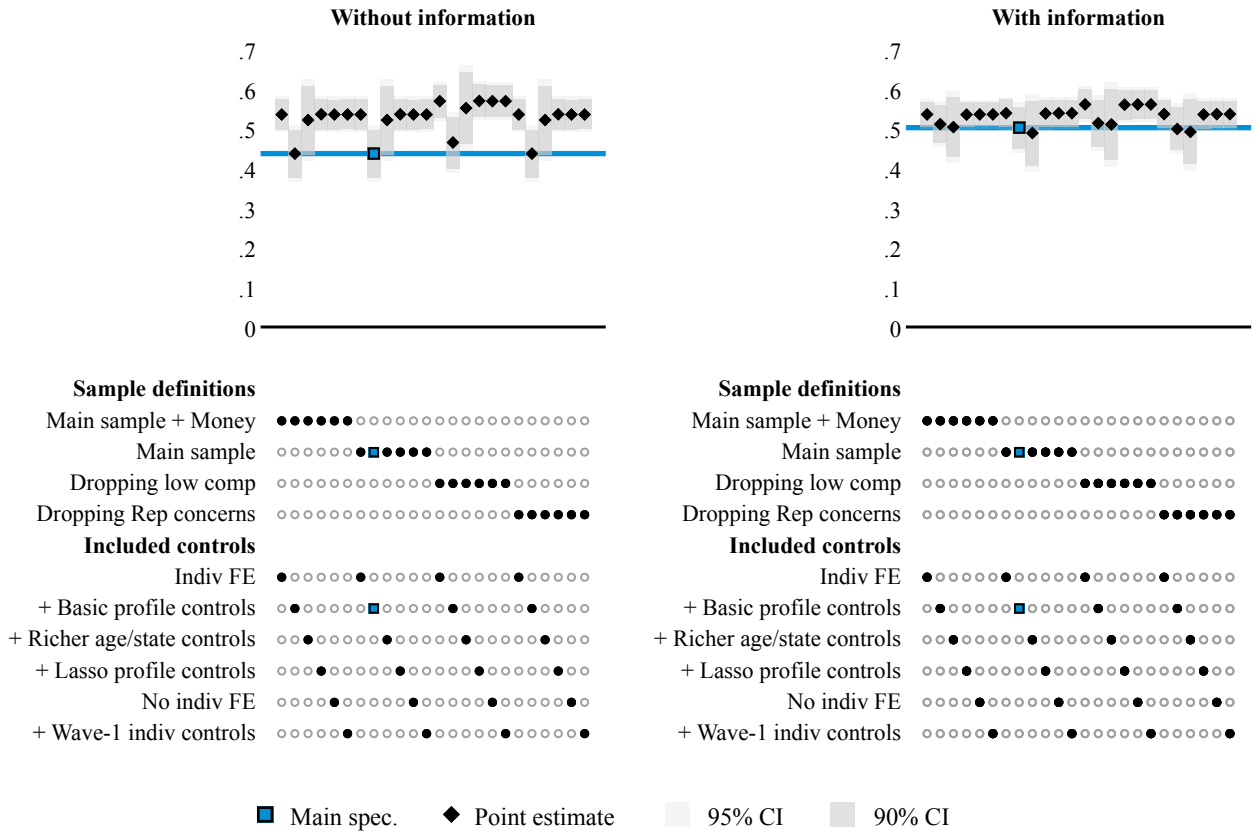 Without information
.7
.6
.5
.4
.3
.2
.1
0
Sample definitions
Main sample + Money
Main sample
Dropping low comp
Dropping Rep concerns
Included controls
Indiv FE
+ Basic profile controls
+ Richer age/state controls
+ Lasso profile controls
No indiv FE
+ Wave-1 indiv controls
With information
.7
.6
.5
.4
.3
.2
.1
0
Sample definitions
Main sample + Money
Main sample
Dropping low comp
Dropping Rep concerns
Included controls
Indiv FE
+ Basic profile controls
+ Richer age/state controls
+ Lasso profile controls
No indiv FE
+ Wave-1 indiv controls
Main spec. Point estimate 95% CI 90% CI